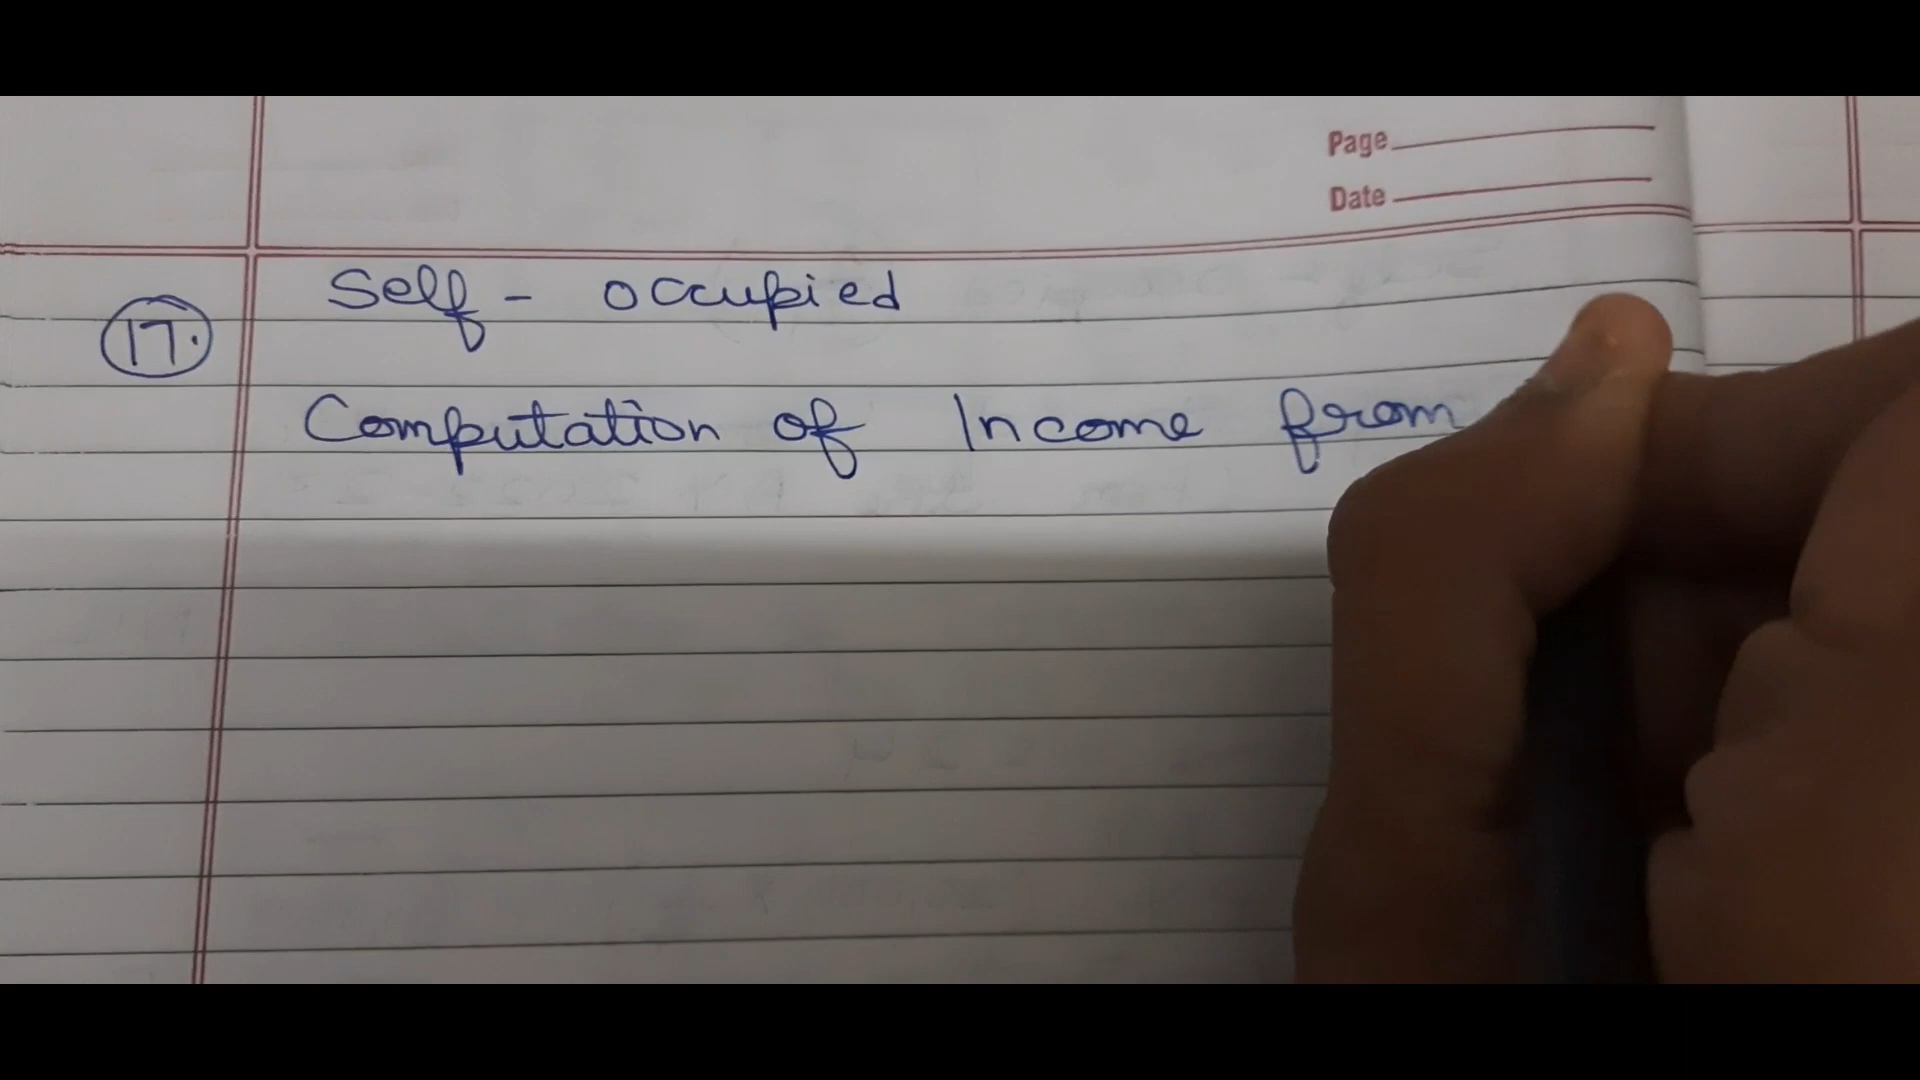 Page
Date
Self - occupied
17.
Computation of Income from